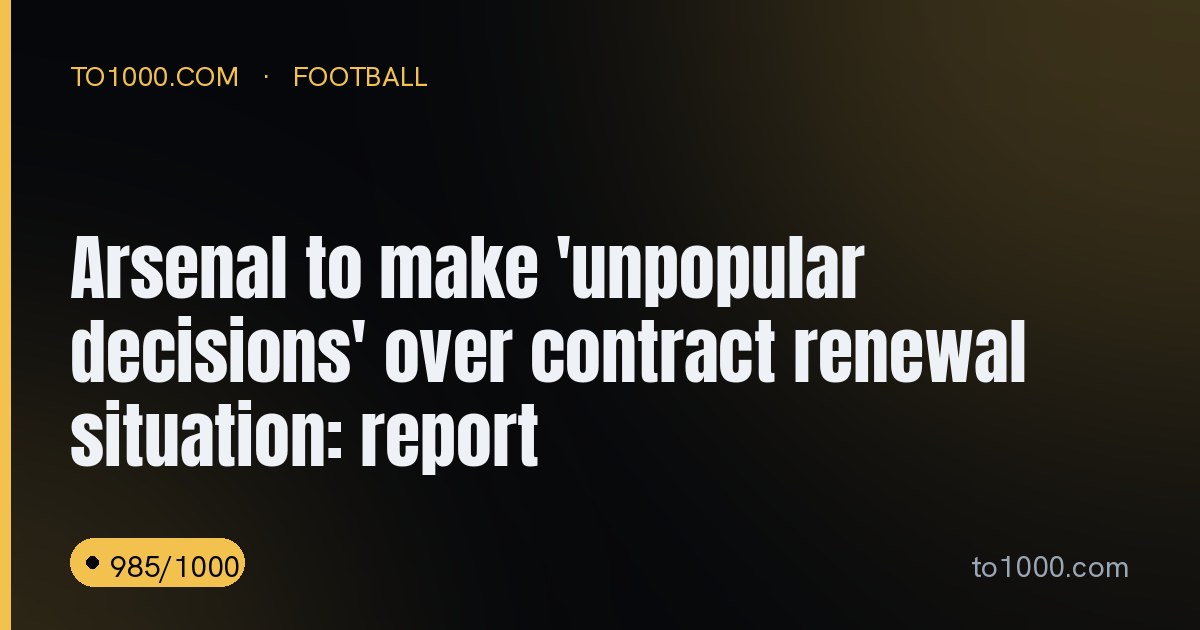 TO1000.COM · FOOTBALL
Arsenal to make 'unpopular
decisions' over contract renewal
situation: report
985/1000
to1000.com